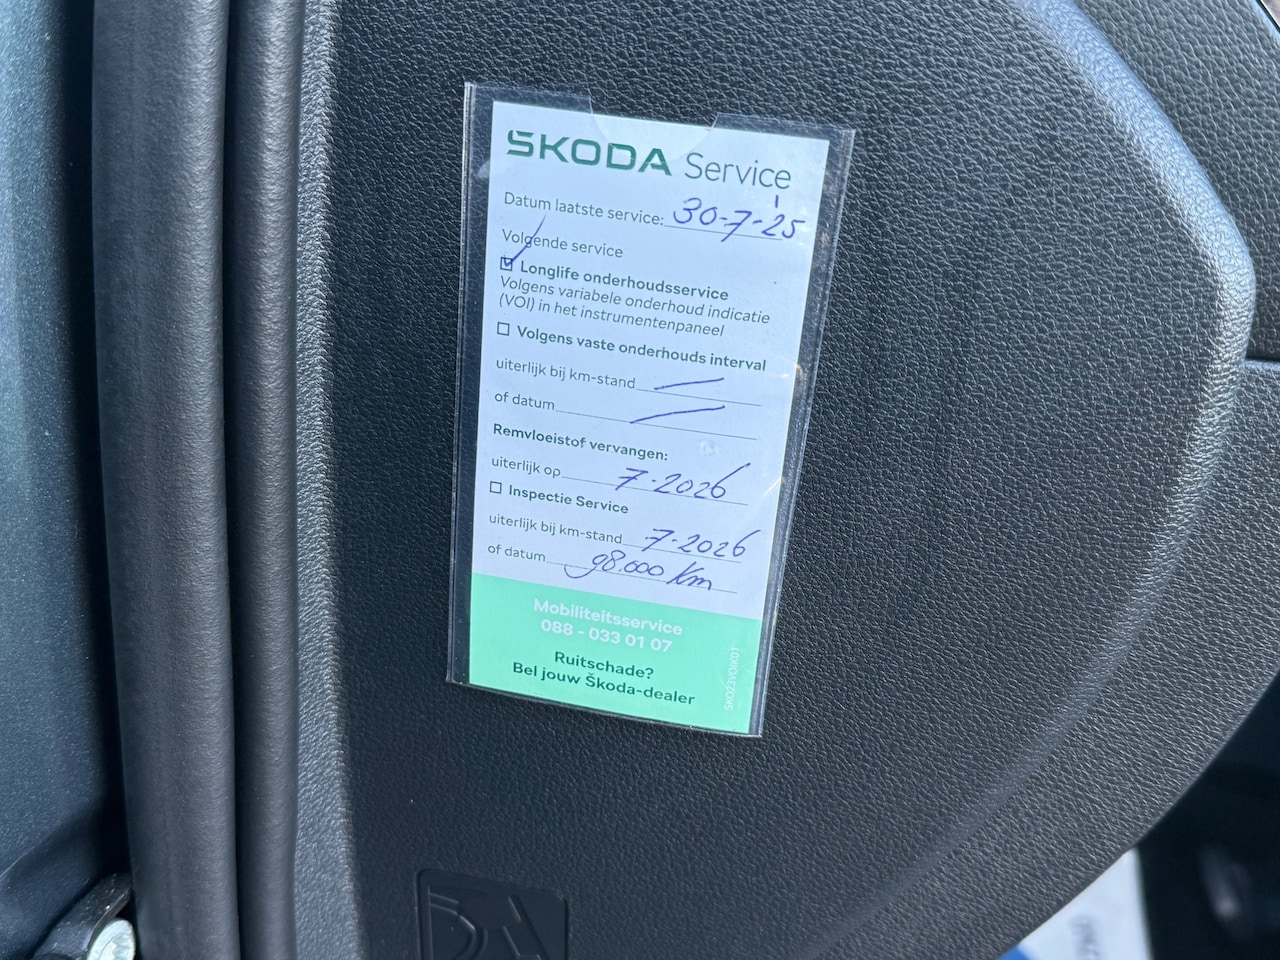 ŠKODA Service
Datum laatste service: 30-7-25
Volgende service
Longlife onderhoudsservice
Volgens variabele onderhoud indicatie
(VOI) in het instrumentenpaneel
Volgens vaste onderhouds interval
uiterlijk bij km-stand
of datum
Remvloeistof vervangen:
uiterlijk op 7-2026
Inspectie Service
uiterlijk bij km-stand 7-2026
of datum 98.000 Km
Mobiliteitsservice
088 - 033 01 07
Ruitschade?
Bel jouw Škoda-dealer
SK023VOIK01